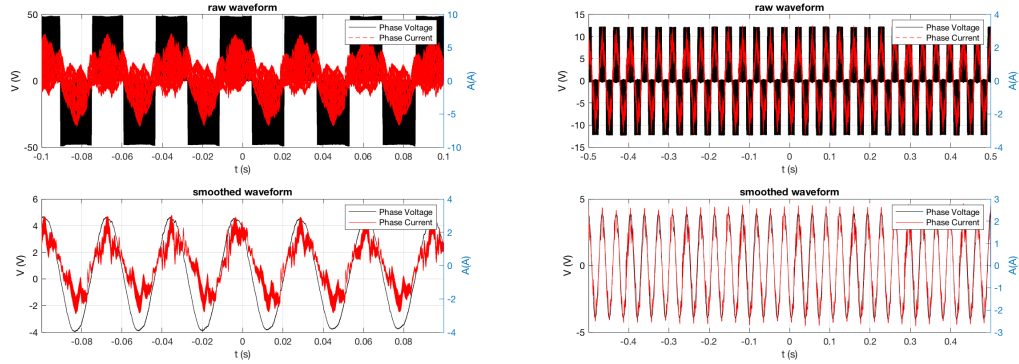 raw waveform
50
0
-50
V (V)
10
5
0
-5
-10
A(A)
Phase Voltage
Phase Current
-0.1 -0.08 -0.06 -0.04 -0.02 0 0.02 0.04 0.06 0.08 0.1
t (s)
raw waveform
15
10
5
0
-5
-10
15
V (V)
4
2
0
-2
-4
A(A)
Phase Voltage
Phase Current
-0.5 -0.4 -0.3 -0.2 -0.1 0 0.1 0.2 0.3 0.4 0.5
t (s)
smoothed waveform
6
4
2
0
-2
-4
V (V)
4
2
0
-2
-4
A(A)
Phase Voltage
Phase Current
-0.08 -0.06 -0.04 -0.02 0 0.02 0.04 0.06 0.08
t (s)
smoothed waveform
5
0
-5
V (V)
3
2
1
0
-1
-2
-3
A(A)
Phase Voltage
Phase Current
-0.4 -0.3 -0.2 -0.1 0 0.1 0.2 0.3 0.4
t (s)